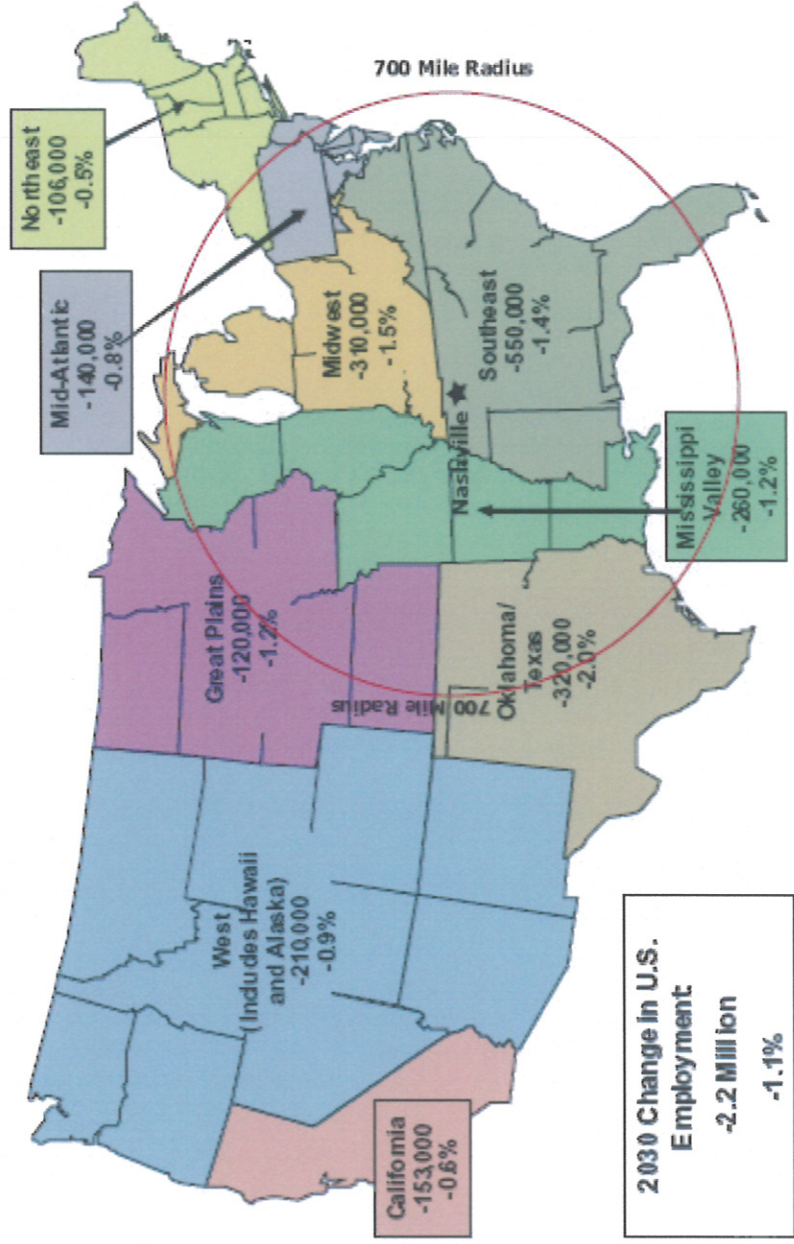 700 Mile Radius
Northeast
-106,000
-0.5%
Mid-Atlantic
-140,000
-0.8%
Midwest
-310,000
-1.5%
Southeast
-550,000
-1.4%
Nashville
Mississippi
Valley
-260,000
-1.2%
Great Plains
-120,000
-1.2%
700 Mile Radius
Oklahoma/
Texas
-320,000
-2.0%
West
(Includes Hawaii
and Alaska)
-210,000
-0.9%
California
-153,000
-0.6%
2030 Change in U.S.
Employment:
-2.2 Million
-1.1%